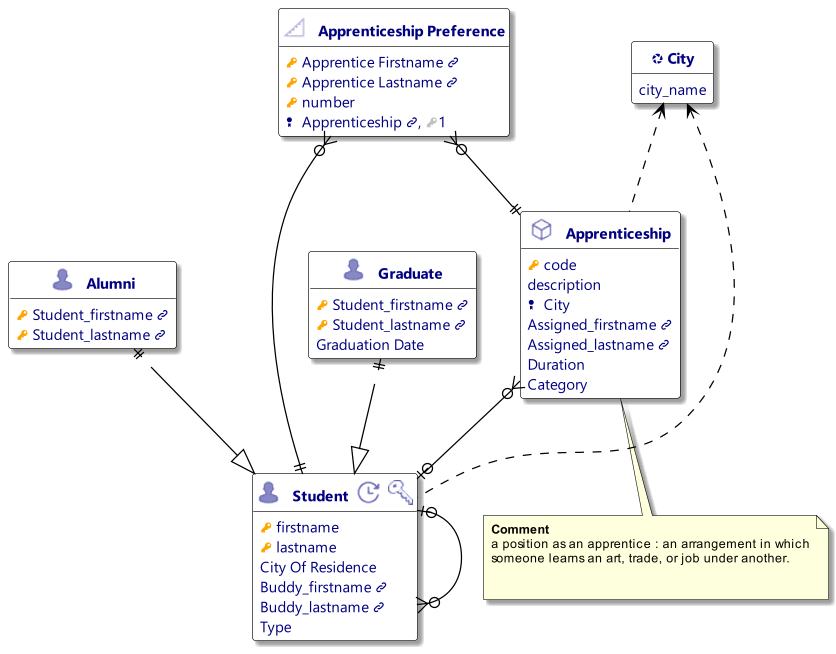 Apprenticeship Preference
Apprentice Firstname
Apprentice Lastname
number
Apprenticeship , 1
City
city_name
Apprenticeship
code
description
City
Assigned_firstname
Assigned_lastname
Duration
Category
Alumni
Student_firstname
Student_lastname
Graduate
Student_firstname
Student_lastname
Graduation Date
Student
firstname
lastname
City Of Residence
Buddy_firstname
Buddy_lastname
Type
Comment
a position as an apprentice : an arrangement in which
someone learns an art, trade, or job under another.